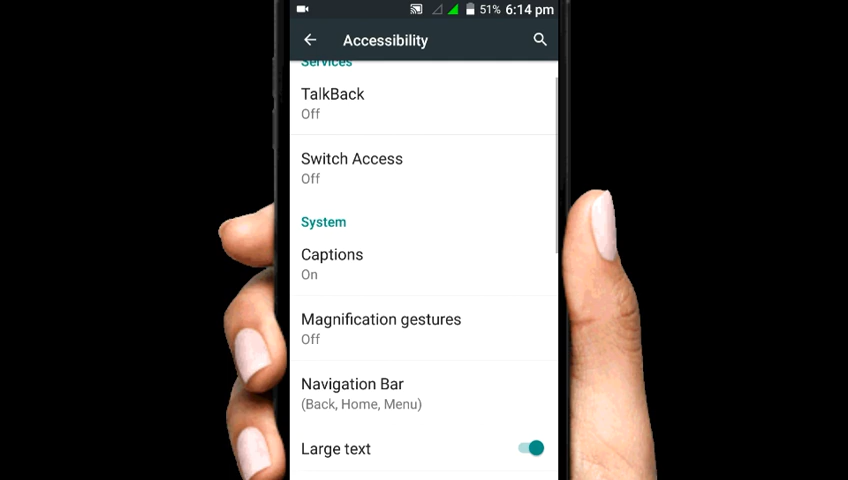 51% 6:14 pm
Accessibility
Services
TalkBack
Off
Switch Access
Off
System
Captions
On
Magnification gestures
Off
Navigation Bar
(Back, Home, Menu)
Large text